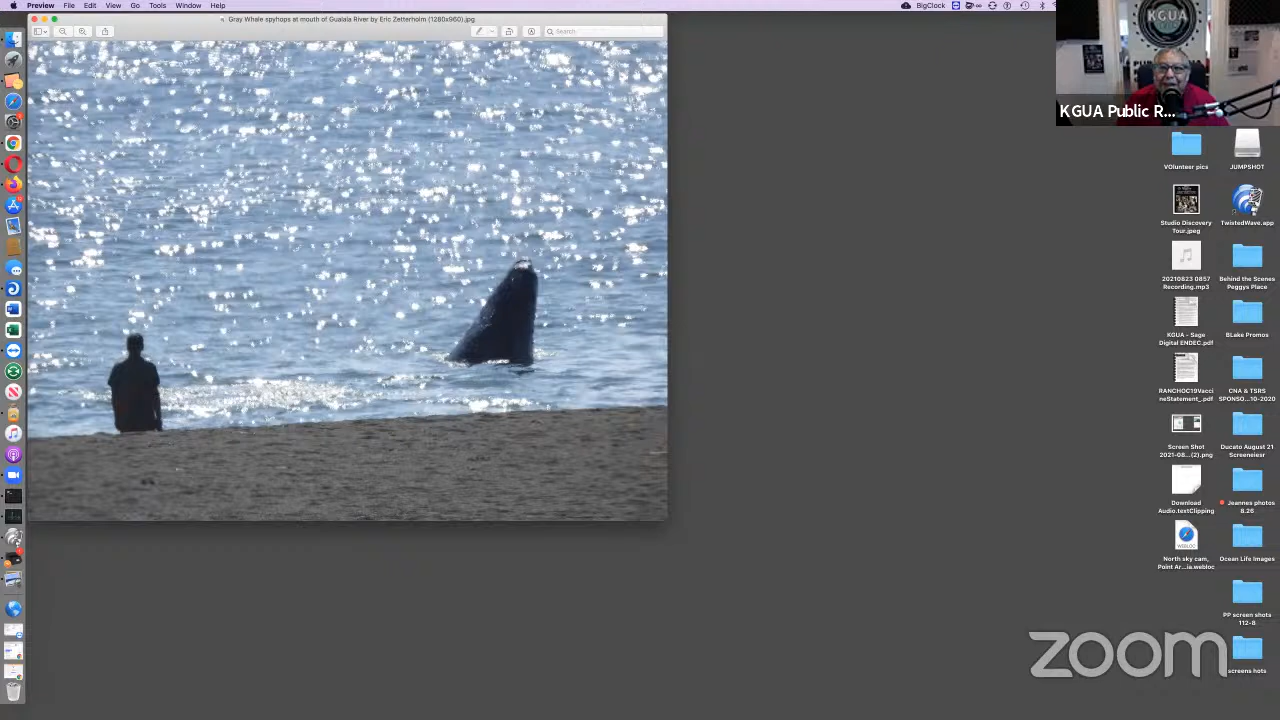 Preview File Edit View Go Tools Window Help
BigClock
Gray Whale spyhops at mouth of Gualala River by Eric Zetterholm (1280x960).jpg
Search
KGUA
KGUA Public R...
VOlunteer pics
JUMPSHOT
Studio Discovery
Tour.jpeg
TwistedWave.app
20210823 0857
Recording.mp3
Behind the Scenes
Peggys Place
KGUA - Sage
Digital ENDEC.pdf
BLake Promos
RANCHOC19Vacci
neStatement_.pdf
CNA & TSRS
SPONSO...10-2020
Screen Shot
2021-08...(2).png
Ducato August 21
Screeneiesr
Download
Audio.textClipping
Jeannes photos
8.26
WEBLOC
North sky cam,
Point Ar...ia.webloc
Ocean Life Images
PP screen shots
112-8
screens hots
zoom